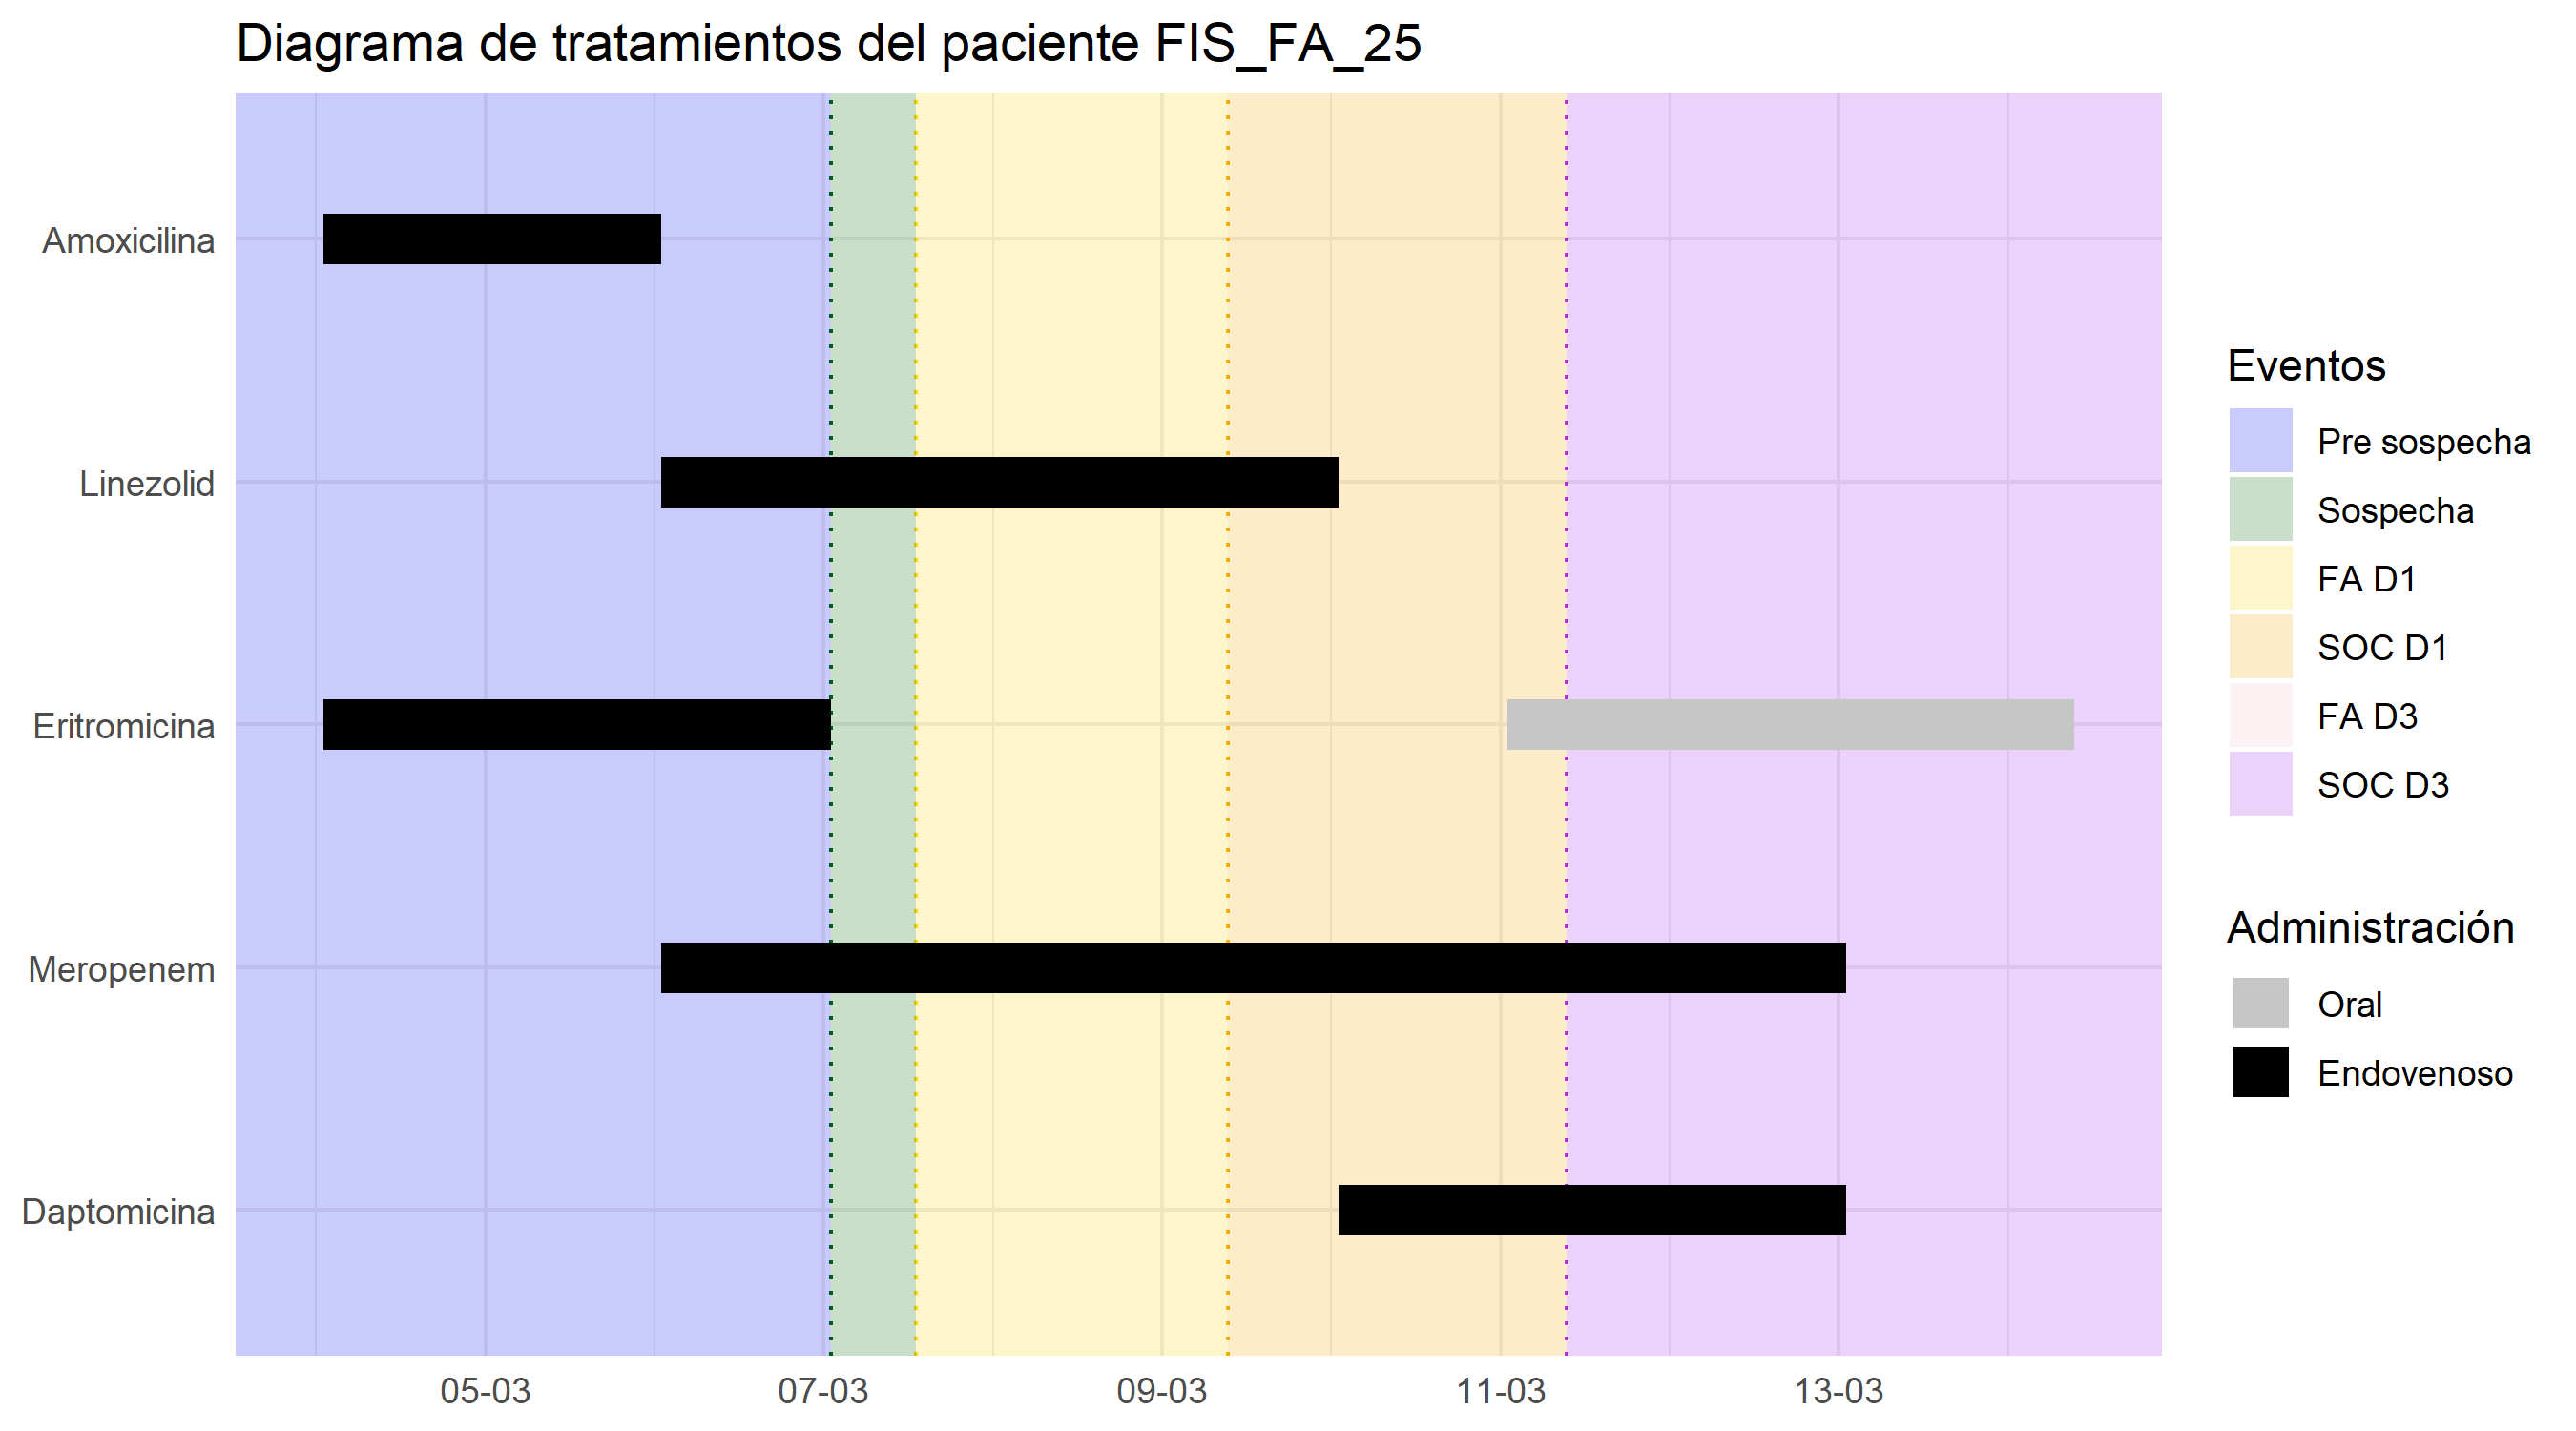 Diagrama de tratamientos del paciente FIS_FA_25
Amoxicilina
Linezolid
Eritromicina
Meropenem
Daptomicina
05-03
07-03
09-03
11-03
13-03
Eventos
Pre sospecha
Sospecha
FA D1
SOC D1
FA D3
SOC D3
Administración
Oral
Endovenoso